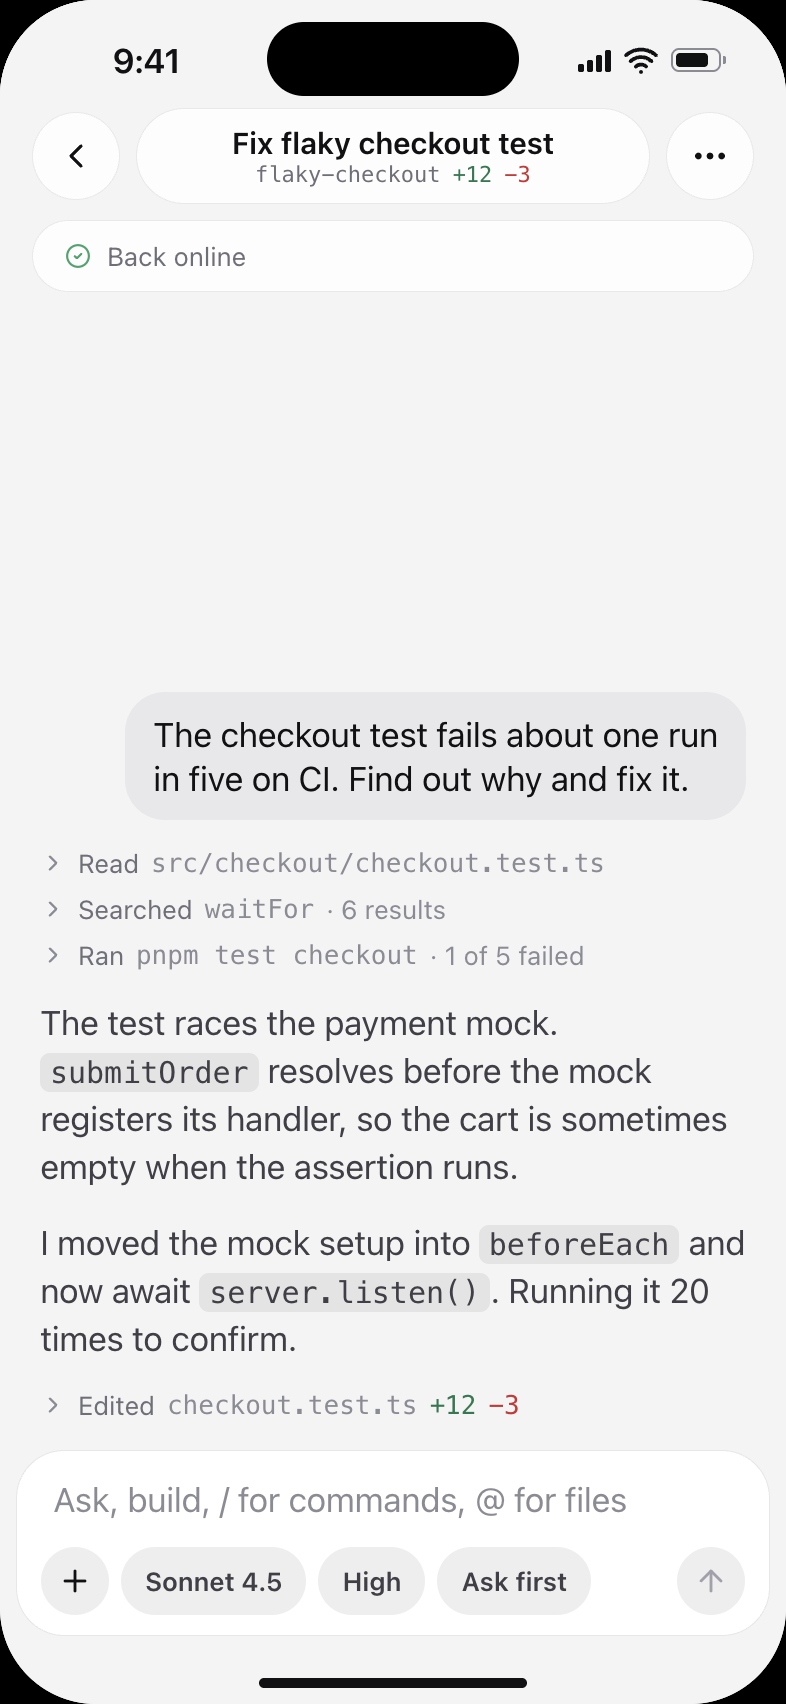 9:41
Fix flaky checkout test
flaky-checkout +12 −3
Back online
The checkout test fails about one run
in five on CI. Find out why and fix it.
Read src/checkout/checkout.test.ts
Searched waitFor · 6 results
Ran pnpm test checkout · 1 of 5 failed
The test races the payment mock.
submitOrder resolves before the mock
registers its handler, so the cart is sometimes
empty when the assertion runs.
I moved the mock setup into beforeEach and
now await server.listen(). Running it 20
times to confirm.
Edited checkout.test.ts +12 −3
Ask, build, / for commands, @ for files
Sonnet 4.5 High Ask first